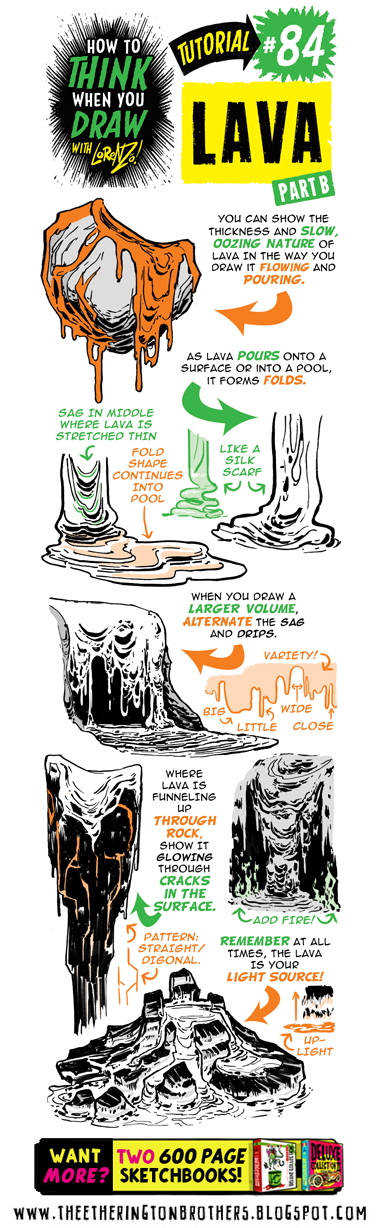 HOW TO
THINK
WHEN YOU
DRAW
WITH LORENZO!
TUTORIAL
#84
LAVA
PART B
YOU CAN SHOW THE
THICKNESS AND SLOW,
OOZING NATURE OF
LAVA IN THE WAY YOU
DRAW IT FLOWING AND
POURING.
AS LAVA POURS ONTO A
SURFACE OR INTO A POOL,
IT FORMS FOLDS.
SAG IN MIDDLE
WHERE LAVA IS
STRETCHED THIN
FOLD
SHAPE
CONTINUES
INTO
POOL
LIKE A
SILK
SCARF
WHEN YOU DRAW A
LARGER VOLUME,
ALTERNATE THE SAG
AND DRIPS.
VARIETY!
BIG
LITTLE
WIDE
CLOSE
WHERE
LAVA IS
FUNNELING
UP
THROUGH
ROCK,
SHOW IT
GLOWING
THROUGH
CRACKS
IN THE
SURFACE.
PATTERN:
STRAIGHT/
DIGONAL.
ADD FIRE!
REMEMBER AT ALL
TIMES, THE LAVA
IS YOUR
LIGHT SOURCE!
UP-
LIGHT
WANT
MORE?
TWO 600 PAGE
SKETCHBOOKS!
WWW.THEETHERINGTONBROTHERS.BLOGSPOT.COM